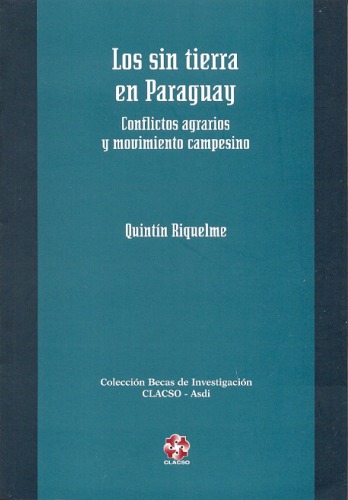 Los sin tierra
en Paraguay
Conflictos agrarios
y movimiento campesino
Quintín Riquelme
Colección Becas de Investigación
CLACSO - Asdi
CLACSO